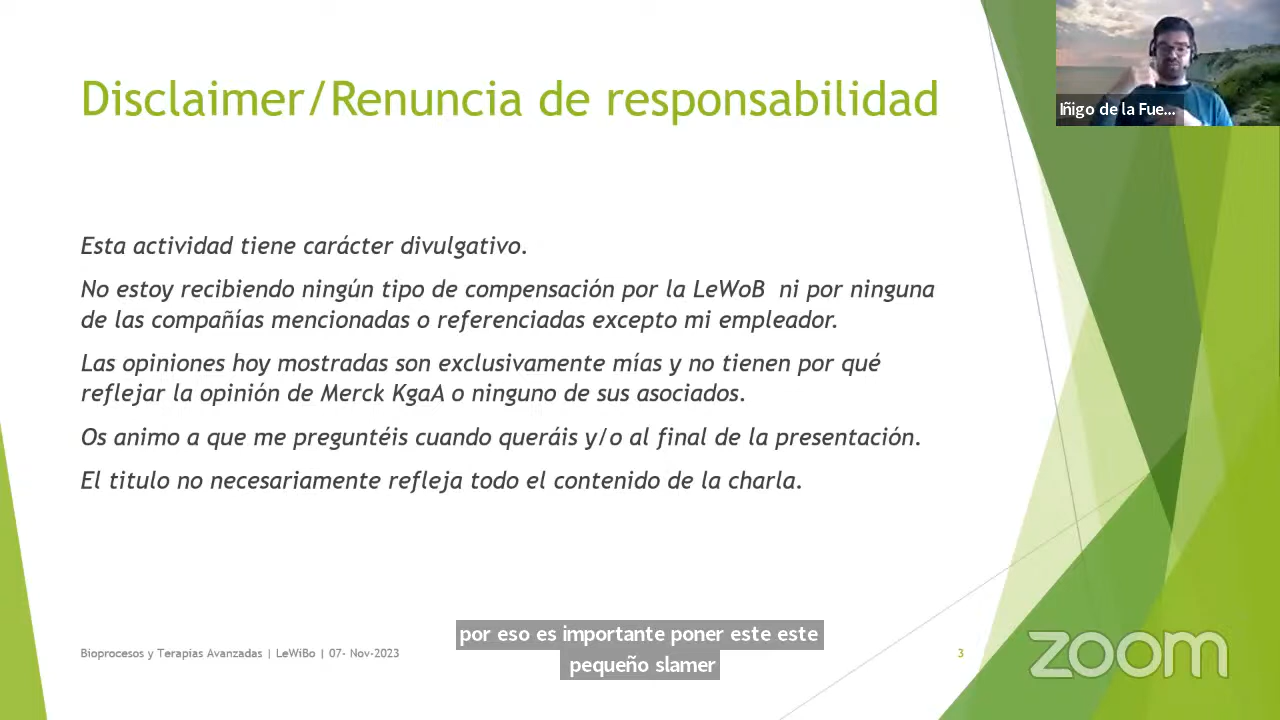 Disclaimer/Renuncia de responsabilidad
Iñigo de la Fue...
Esta actividad tiene carácter divulgativo.
No estoy recibiendo ningún tipo de compensación por la LeWoB ni por ninguna
de las compañías mencionadas o referenciadas excepto mi empleador.
Las opiniones hoy mostradas son exclusivamente mías y no tienen por qué
reflejar la opinión de Merck KgaA o ninguno de sus asociados.
Os animo a que me preguntéis cuando queráis y/o al final de la presentación.
El titulo no necesariamente refleja todo el contenido de la charla.
por eso es importante poner este este
pequeño slamer
Bioprocesos y Terapias Avanzadas | LeWiBo | 07- Nov-2023
3
zoom